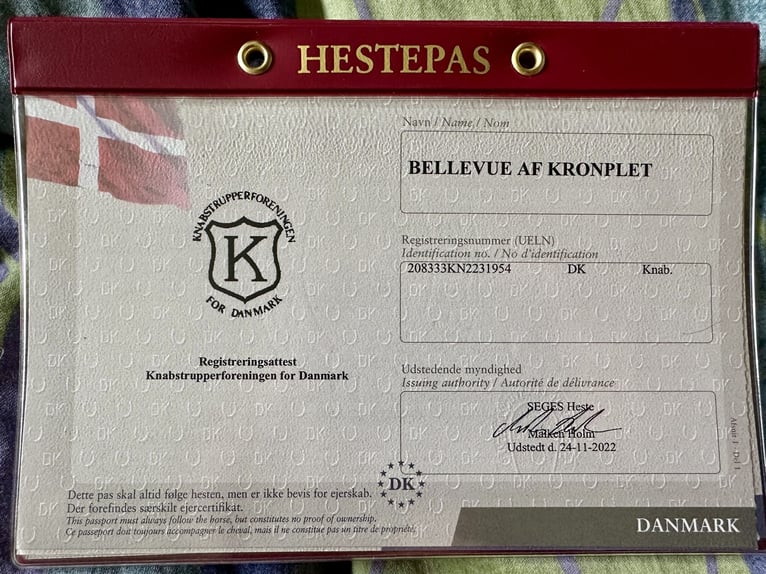 HESTEPAS
KNABSTRUPPERFORENINGEN
K
FOR DANMARK
Registreringsattest
Knabstrupperforeningen for Danmark
Navn / Name / Nom
BELLEVUE AF KRONPLET
Registreringsnummer (UELN)
Identification no. / No d'identification
208333KN2231954 DK Knab.
Udstedende myndighed
Issuing authority / Autorité de délivrance
SEGES Heste
Maiken Holm
Udstedt d. 24-11-2022
Afsnit I - Del I
DK
Dette pas skal altid følge hesten, men er ikke bevis for ejerskab.
Der forefindes særskilt ejercertifikat.
This passport must always follow the horse, but constitutes no proof of ownership.
Ce passeport doit toujours accompagner le cheval, mais il ne constitue pas un titre de propriété.
DANMARK